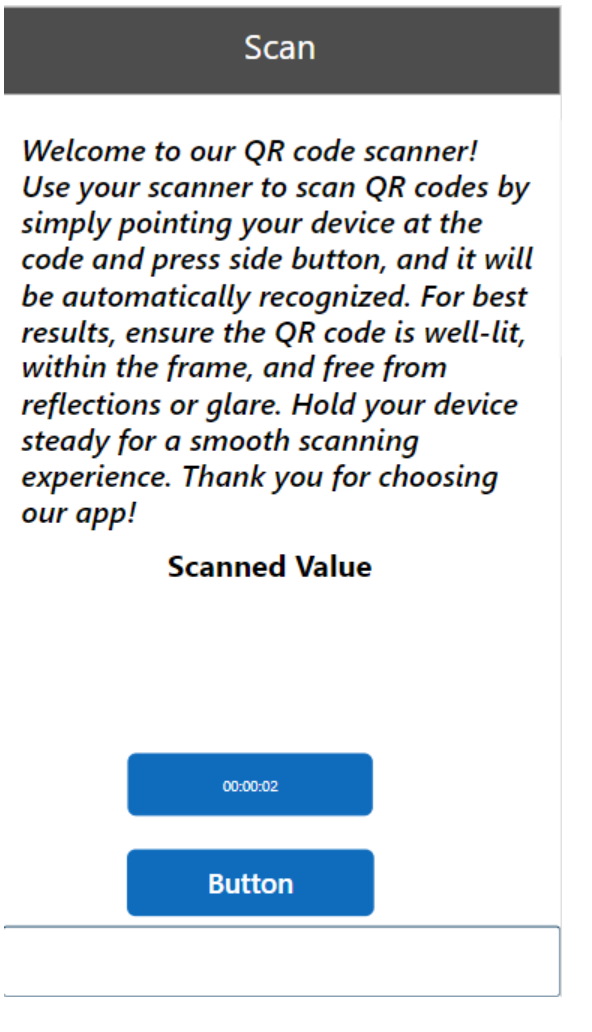 Scan
Welcome to our QR code scanner!
Use your scanner to scan QR codes by
simply pointing your device at the
code and press side button, and it will
be automatically recognized. For best
results, ensure the QR code is well-lit,
within the frame, and free from
reflections or glare. Hold your device
steady for a smooth scanning
experience. Thank you for choosing
our app!
Scanned Value
00:00:02
Button